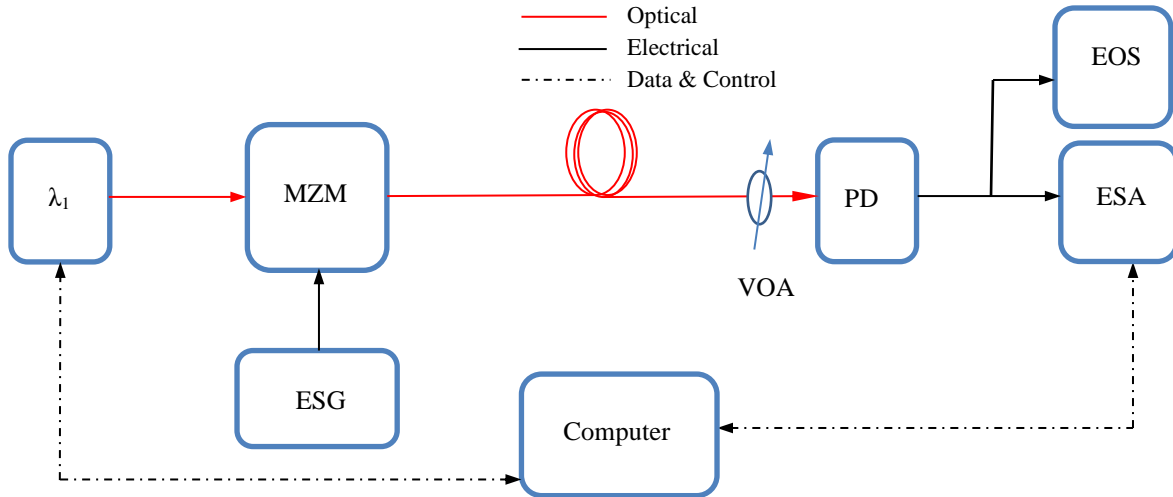 Optical
Electrical
Data & Control
EOS
λ₁
MZM
PD
ESA
VOA
ESG
Computer